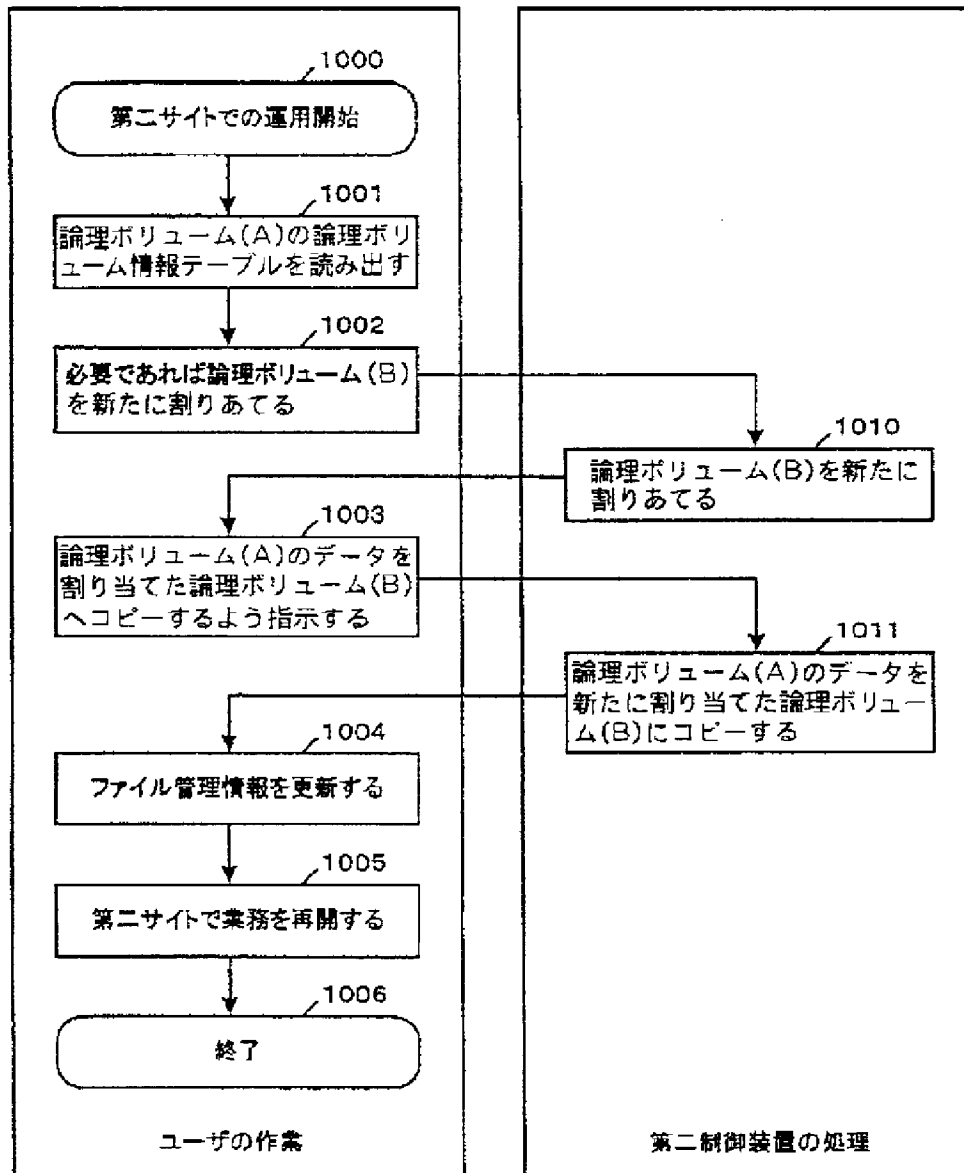 1000
第二サイトでの運用開始
1001
論理ボリューム(A)の論理ボリ
ューム情報テーブルを読み出す
1002
必要であれば論理ボリューム(B)
を新たに割りあてる
1010
論理ボリューム(B)を新たに
割りあてる
1003
論理ボリューム(A)のデータを
割り当てた論理ボリューム(B)
へコピーするよう指示する
1011
論理ボリューム(A)のデータを
新たに割り当てた論理ボリュー
ム(B)にコピーする
1004
ファイル管理情報を更新する
1005
第二サイトで業務を再開する
1006
終了
ユーザの作業
第二制御装置の処理